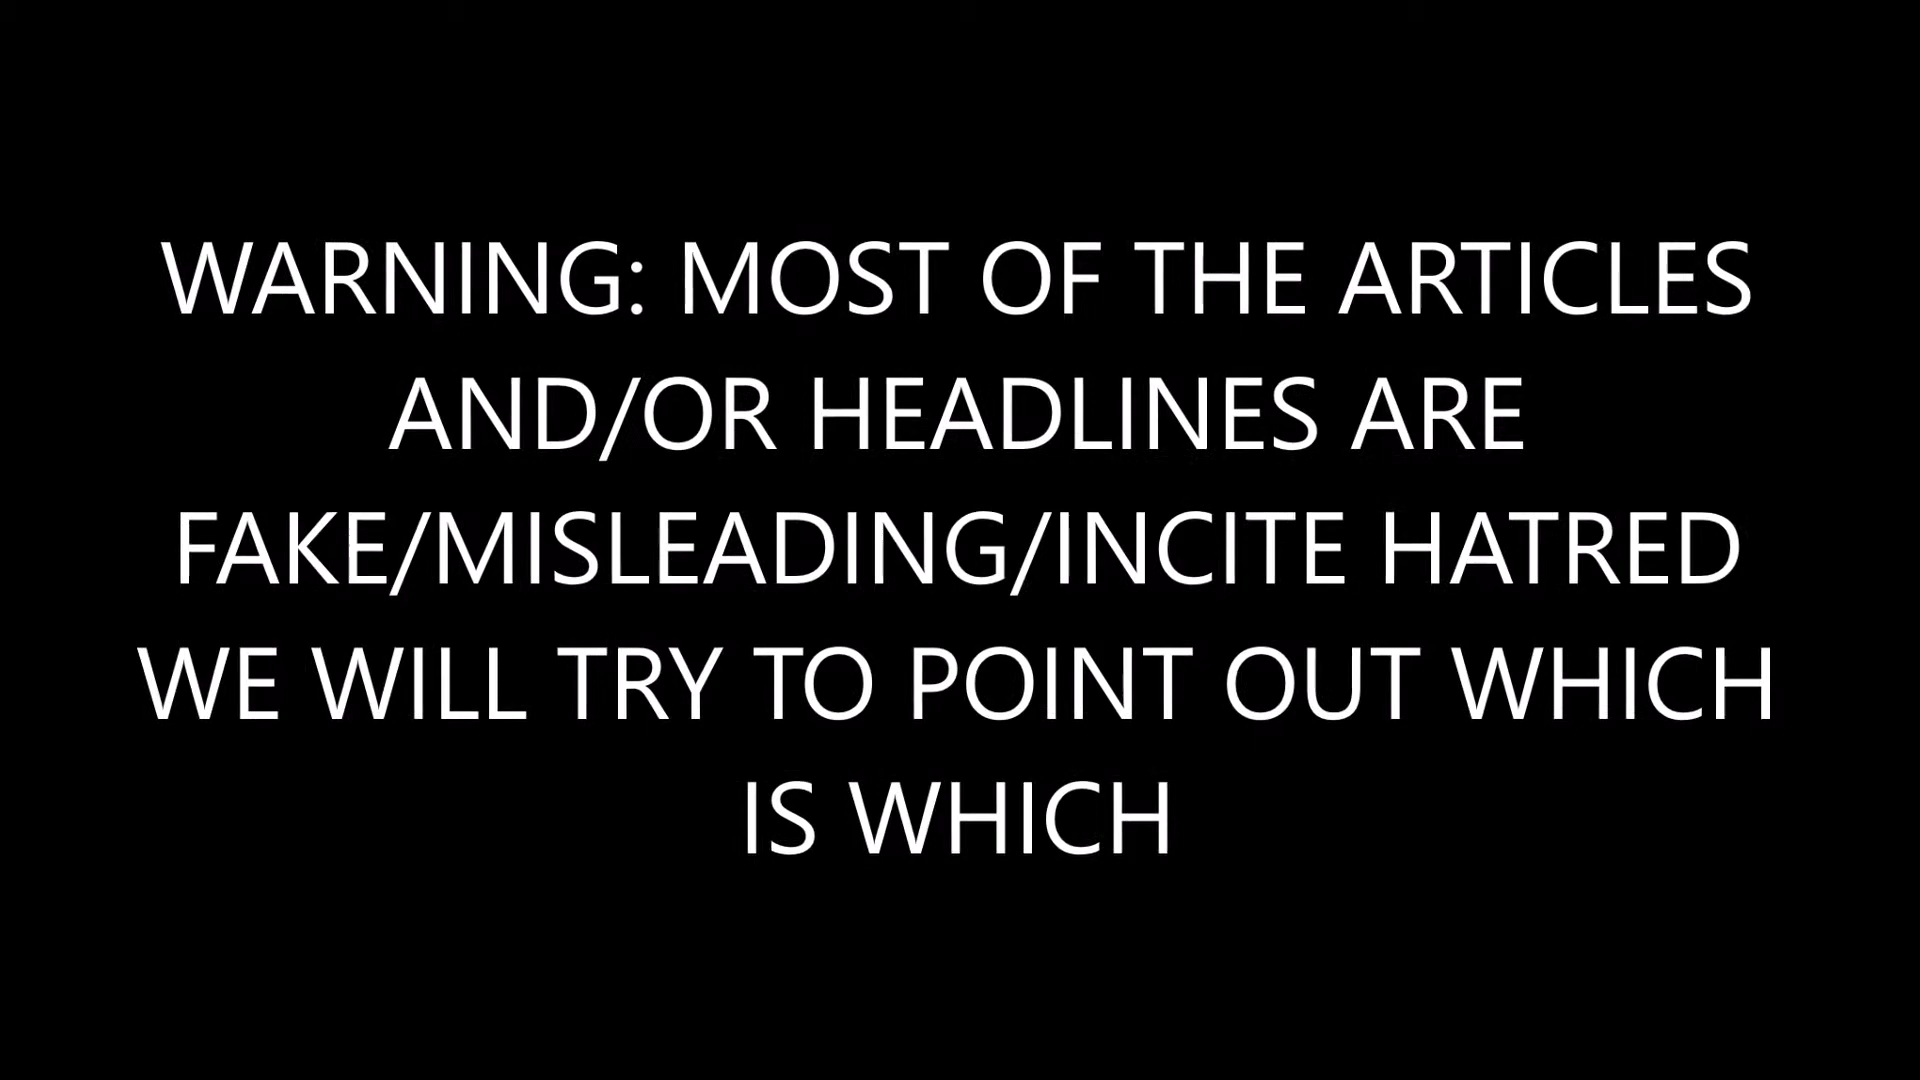 WARNING: MOST OF THE ARTICLES
AND/OR HEADLINES ARE
FAKE/MISLEADING/INCITE HATRED
WE WILL TRY TO POINT OUT WHICH
IS WHICH